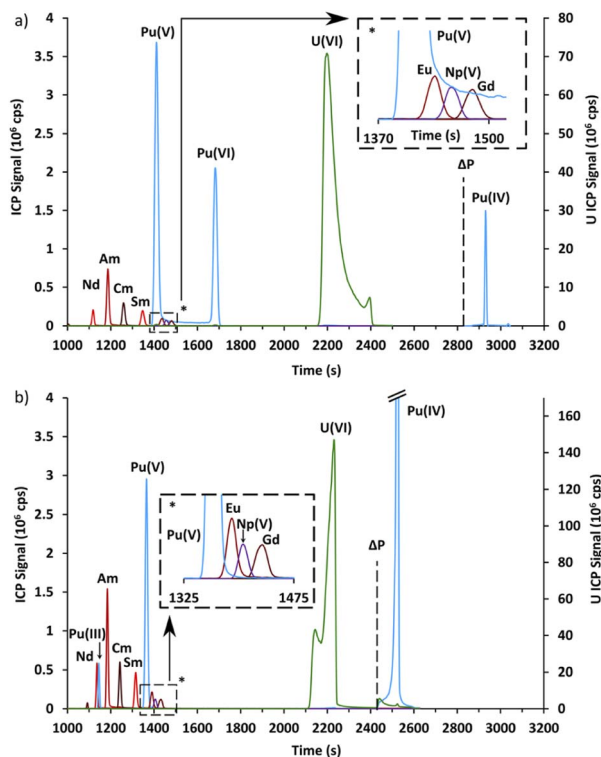 a)
4
3.5
3
2.5
2
1.5
1
0.5
0
ICP Signal (10⁶ cps)
80
70
60
50
40
30
20
10
0
U ICP Signal (10⁶ cps)
Pu(V)
U(VI)
Pu(VI)
Nd
Am
Cm
Sm
*
*
Pu(V)
Eu
Np(V)
Gd
1370
Time (s)
1500
ΔP
Pu(IV)
1000 1200 1400 1600 1800 2000 2200 2400 2600 2800 3000 3200
Time (s)
b)
4
3.5
3
2.5
2
1.5
1
0.5
0
ICP Signal (10⁶ cps)
160
140
120
100
80
60
40
20
0
U ICP Signal (10⁶ cps)
U(VI)
Pu(IV)
Pu(V)
*
Eu
Pu(V)
Np(V)
Gd
1325
1475
Am
Pu(III)
Nd
Cm
Sm
*
ΔP
1000 1200 1400 1600 1800 2000 2200 2400 2600 2800 3000 3200
Time (s)